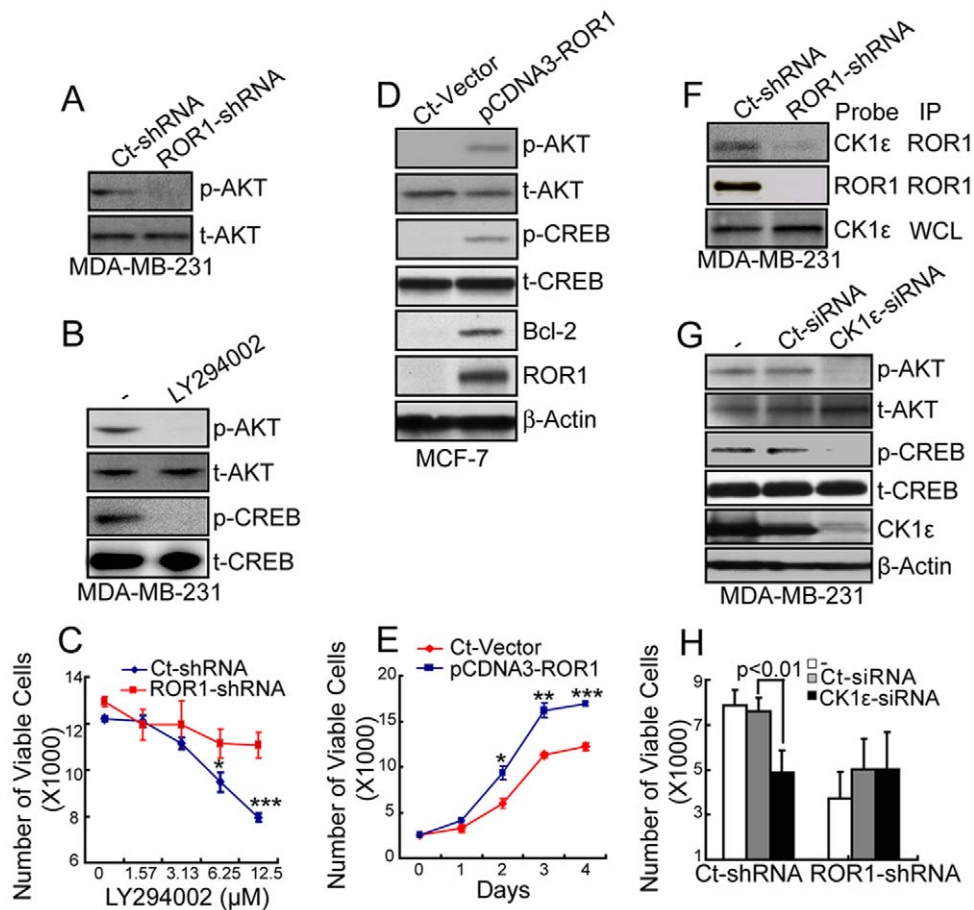 A
Ct-shRNA
ROR1-shRNA
p-AKT
t-AKT
MDA-MB-231
B
-
LY294002
p-AKT
t-AKT
p-CREB
t-CREB
MDA-MB-231
C
Ct-shRNA
ROR1-shRNA
Number of Viable Cells
(X1000)
14
12
10
8
6
*
***
0 1.57 3.13 6.25 12.5
LY294002 (µM)
D
Ct-Vector
pCDNA3-ROR1
p-AKT
t-AKT
p-CREB
t-CREB
Bcl-2
ROR1
β-Actin
MCF-7
E
Ct-Vector
pCDNA3-ROR1
Number of Viable Cells
(X1000)
20
15
10
5
0
*
**
***
0 1 2 3 4
Days
F
Ct-shRNA
ROR1-shRNA
Probe IP
CK1ε ROR1
ROR1 ROR1
CK1ε WCL
MDA-MB-231
G
-
Ct-siRNA
CK1ε-siRNA
p-AKT
t-AKT
p-CREB
t-CREB
CK1ε
β-Actin
MDA-MB-231
H
p<0.01
-
Ct-siRNA
CK1ε-siRNA
Number of Viable Cells
(X1000)
9
7
5
3
1
Ct-shRNA ROR1-shRNA